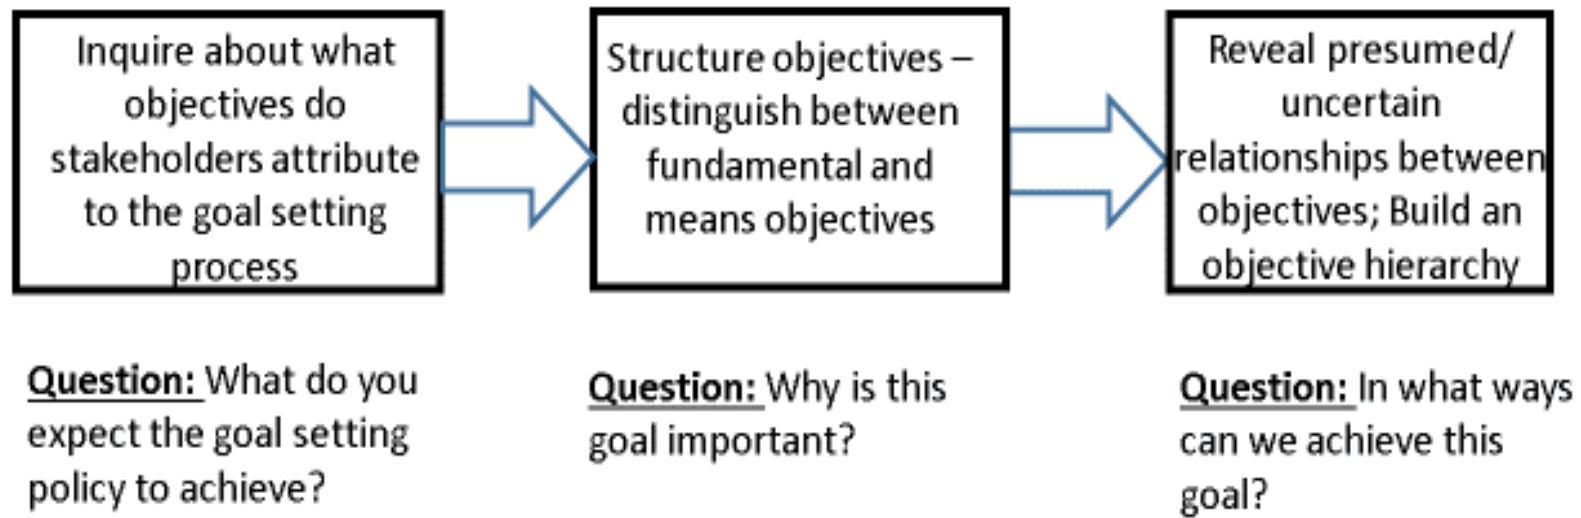 Inquire about what
objectives do
stakeholders attribute
to the goal setting
process
Structure objectives –
distinguish between
fundamental and
means objectives
Reveal presumed/
uncertain
relationships between
objectives; Build an
objective hierarchy
Question: What do you
expect the goal setting
policy to achieve?
Question: Why is this
goal important?
Question: In what ways
can we achieve this
goal?